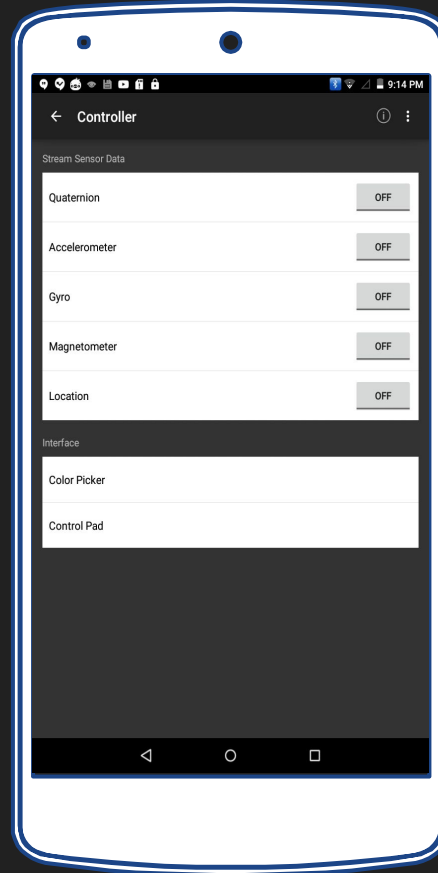 9:14 PM
Controller
Stream Sensor Data
Quaternion OFF
Accelerometer OFF
Gyro OFF
Magnetometer OFF
Location OFF
Interface
Color Picker
Control Pad